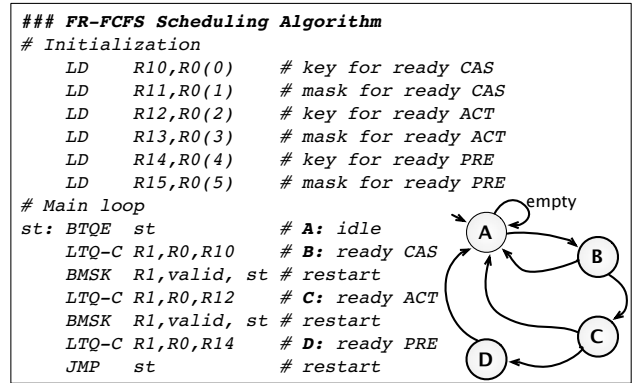 ### FR-FCFS Scheduling Algorithm
# Initialization
LD R10,R0(0) # key for ready CAS
LD R11,R0(1) # mask for ready CAS
LD R12,R0(2) # key for ready ACT
LD R13,R0(3) # mask for ready ACT
LD R14,R0(4) # key for ready PRE
LD R15,R0(5) # mask for ready PRE
# Main loop
st: BTQE st # A: idle
LTQ-C R1,R0,R10 # B: ready CAS
BMSK R1,valid, st # restart
LTQ-C R1,R0,R12 # C: ready ACT
BMSK R1,valid, st # restart
LTQ-C R1,R0,R14 # D: ready PRE
JMP st # restart
empty
A
B
C
D